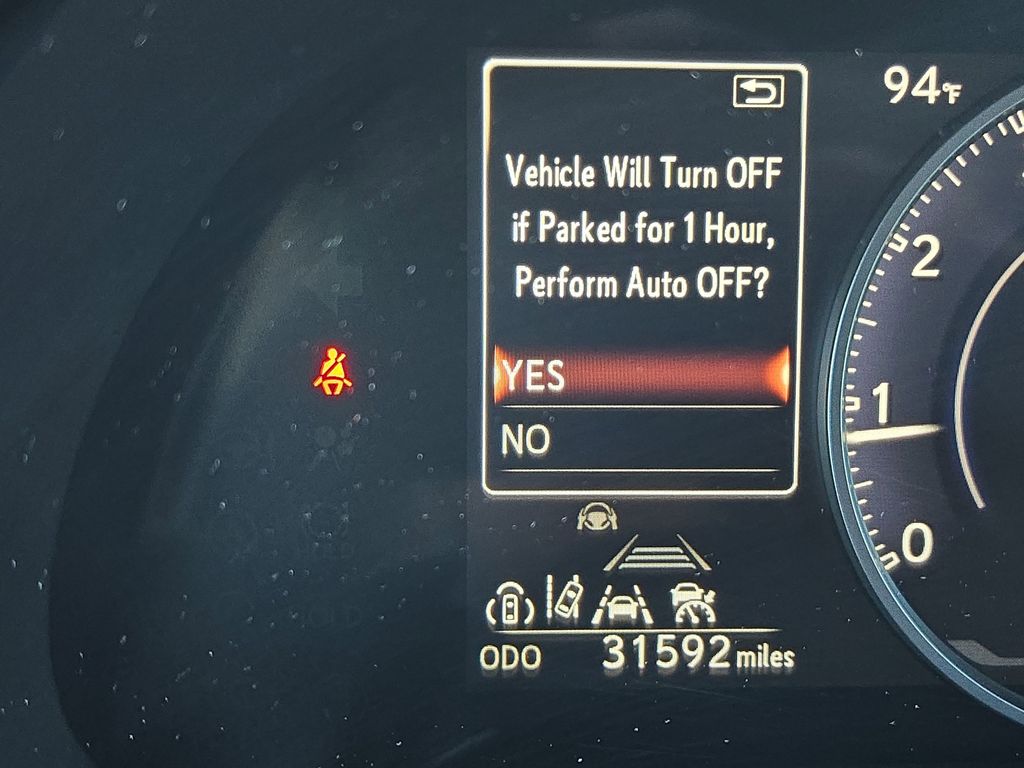 94°F
Vehicle Will Turn OFF
if Parked for 1 Hour,
Perform Auto OFF?
YES
NO
2
1
0
ODO 31592 miles